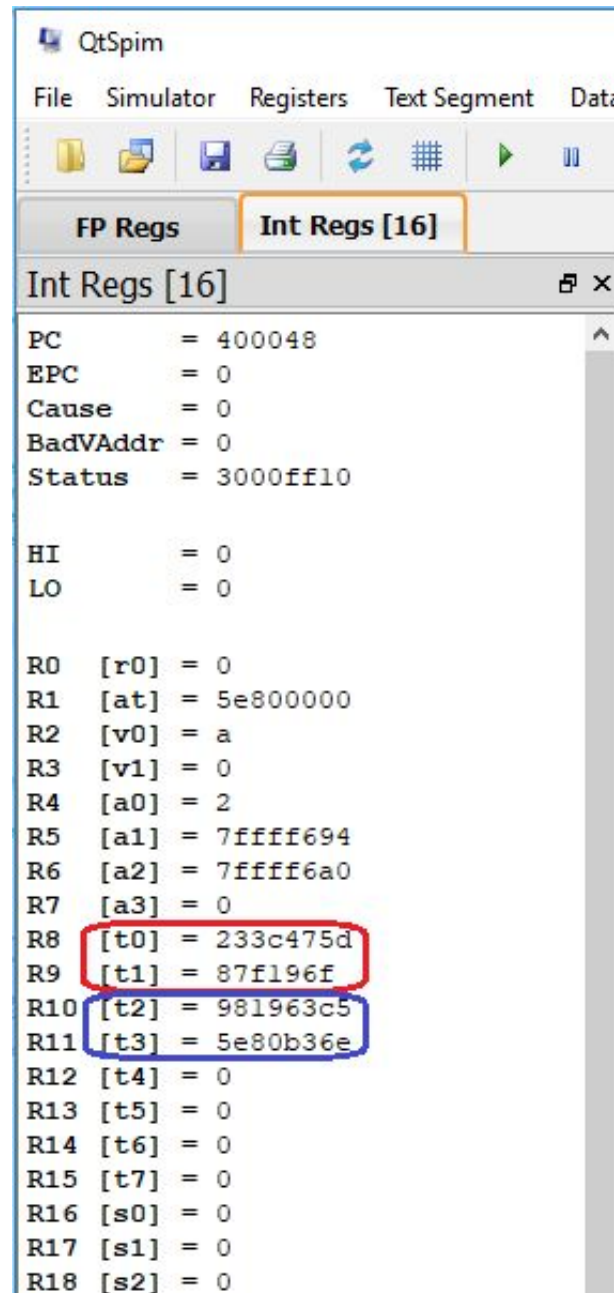 QtSpim
File Simulator Registers Text Segment Data
FP Regs Int Regs [16]
Int Regs [16]
PC = 400048
EPC = 0
Cause = 0
BadVAddr = 0
Status = 3000ff10
HI = 0
LO = 0
R0 [r0] = 0
R1 [at] = 5e800000
R2 [v0] = a
R3 [v1] = 0
R4 [a0] = 2
R5 [a1] = 7ffff694
R6 [a2] = 7ffff6a0
R7 [a3] = 0
R8 [t0] = 233c475d
R9 [t1] = 87f196f
R10 [t2] = 981963c5
R11 [t3] = 5e80b36e
R12 [t4] = 0
R13 [t5] = 0
R14 [t6] = 0
R15 [t7] = 0
R16 [s0] = 0
R17 [s1] = 0
R18 [s2] = 0